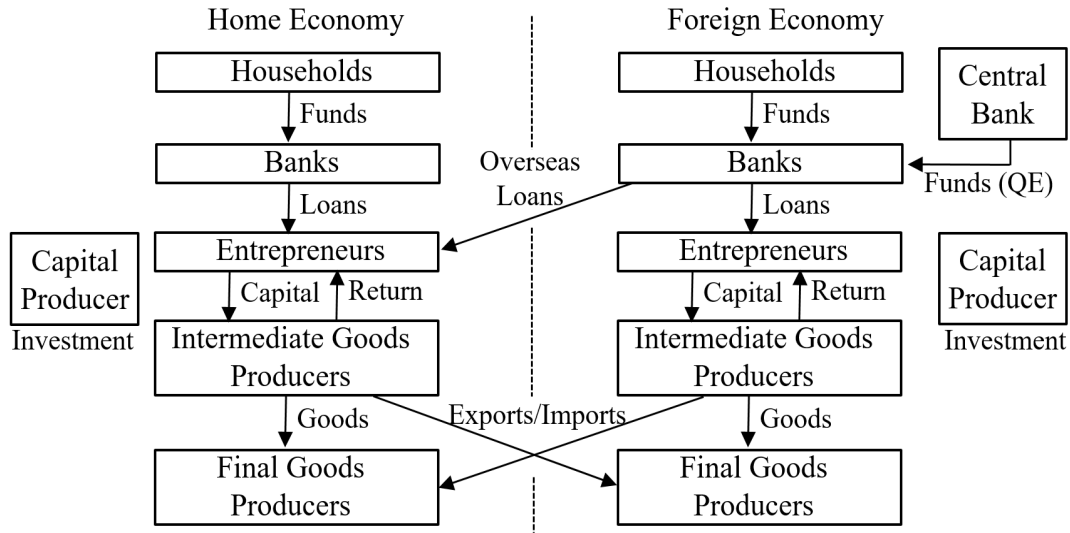 Home Economy
Foreign Economy
Households
Households
Central
Bank
Funds
Funds
Banks
Overseas
Loans
Banks
Funds (QE)
Loans
Loans
Capital
Producer
Investment
Entrepreneurs
Entrepreneurs
Capital
Producer
Investment
Capital
Return
Capital
Return
Intermediate Goods
Producers
Intermediate Goods
Producers
Goods
Exports/Imports
Goods
Final Goods
Producers
Final Goods
Producers